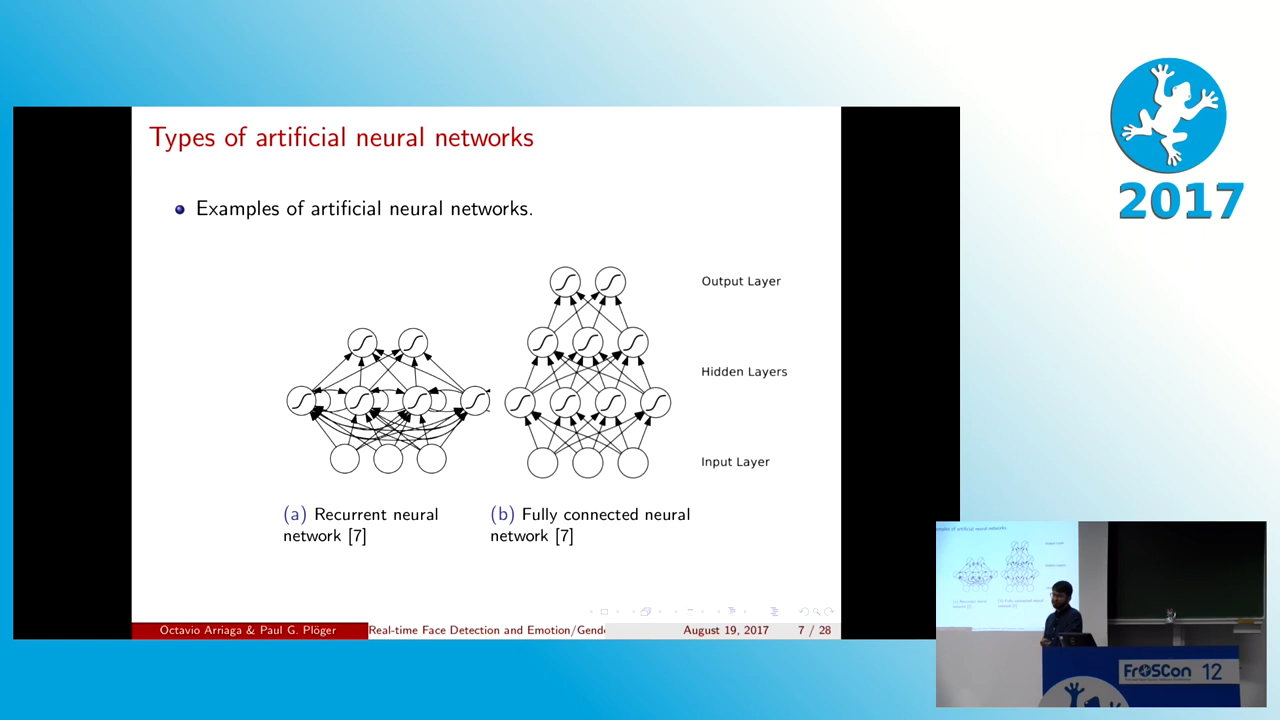 Types of artificial neural networks
Examples of artificial neural networks.
Output Layer
Hidden Layers
Input Layer
(a) Recurrent neural
network [7]
(b) Fully connected neural
network [7]
Octavio Arriaga & Paul G. Plöger
Real-time Face Detection and Emotion/Gende
August 19, 2017
7 / 28
2017
FrOSCon 12